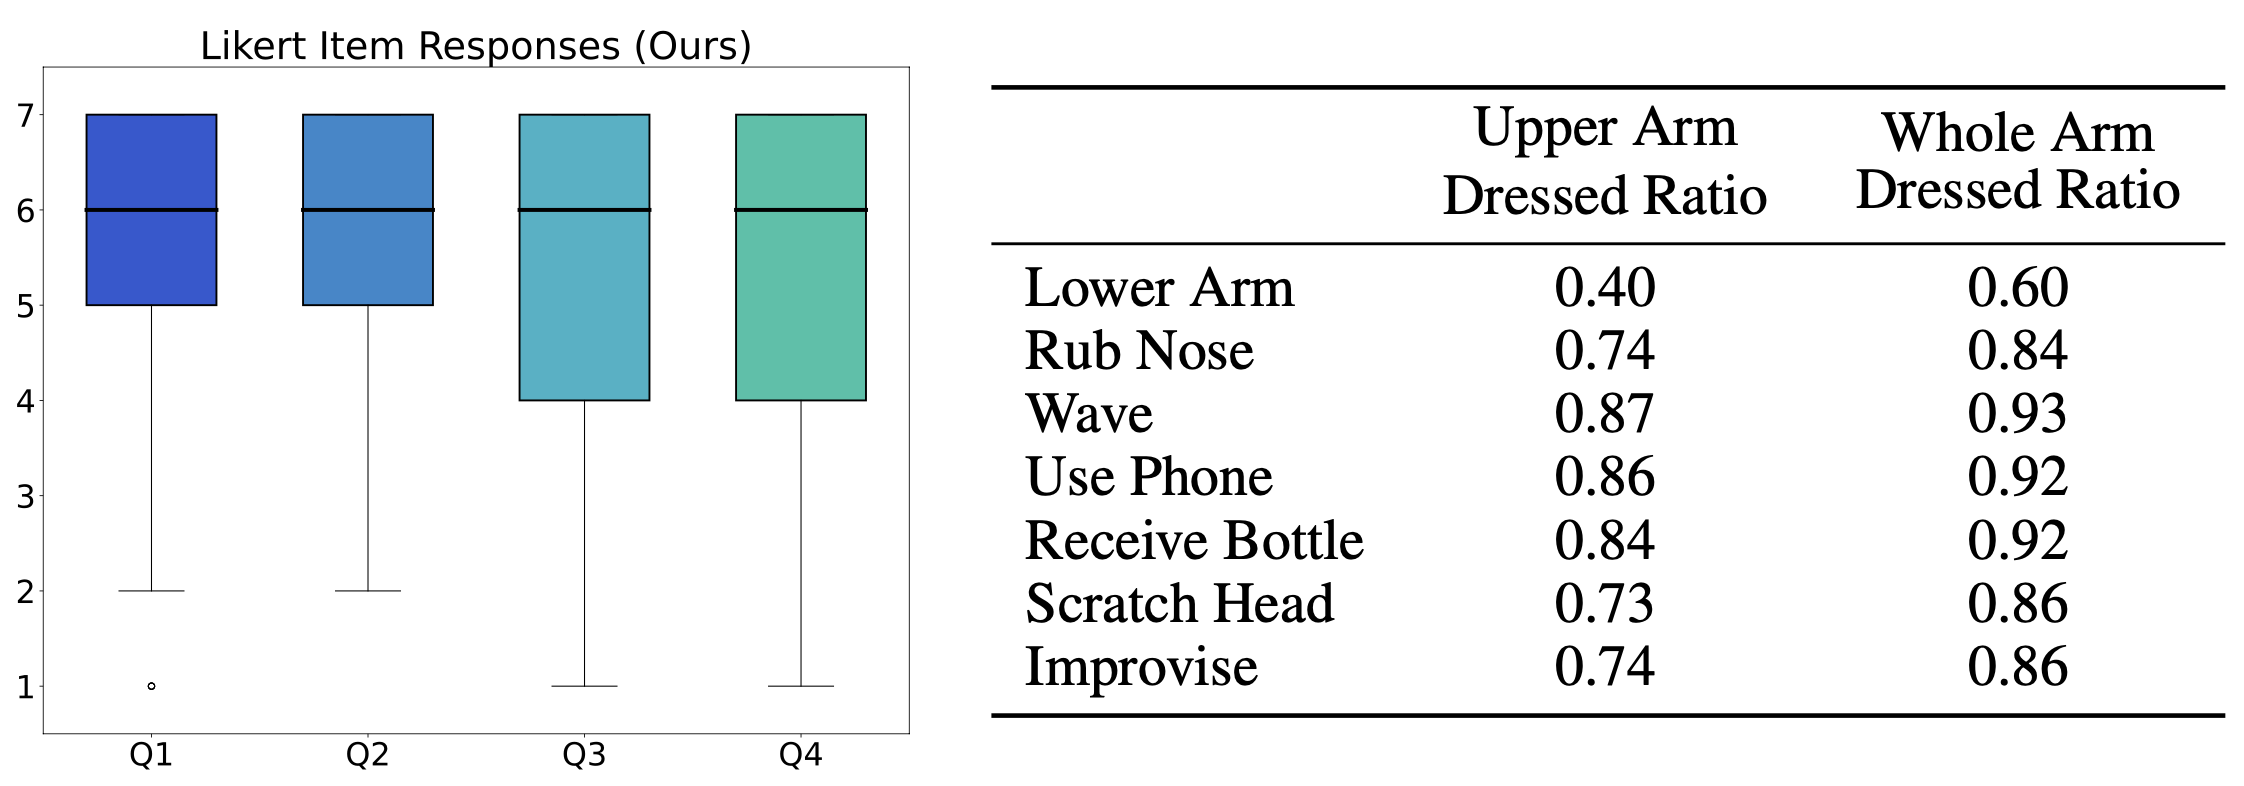 Likert Item Responses (Ours)
7
6
5
4
3
2
1
Q1 Q2 Q3 Q4
Upper Arm Whole Arm
Dressed Ratio Dressed Ratio
Lower Arm 0.40 0.60
Rub Nose 0.74 0.84
Wave 0.87 0.93
Use Phone 0.86 0.92
Receive Bottle 0.84 0.92
Scratch Head 0.73 0.86
Improvise 0.74 0.86